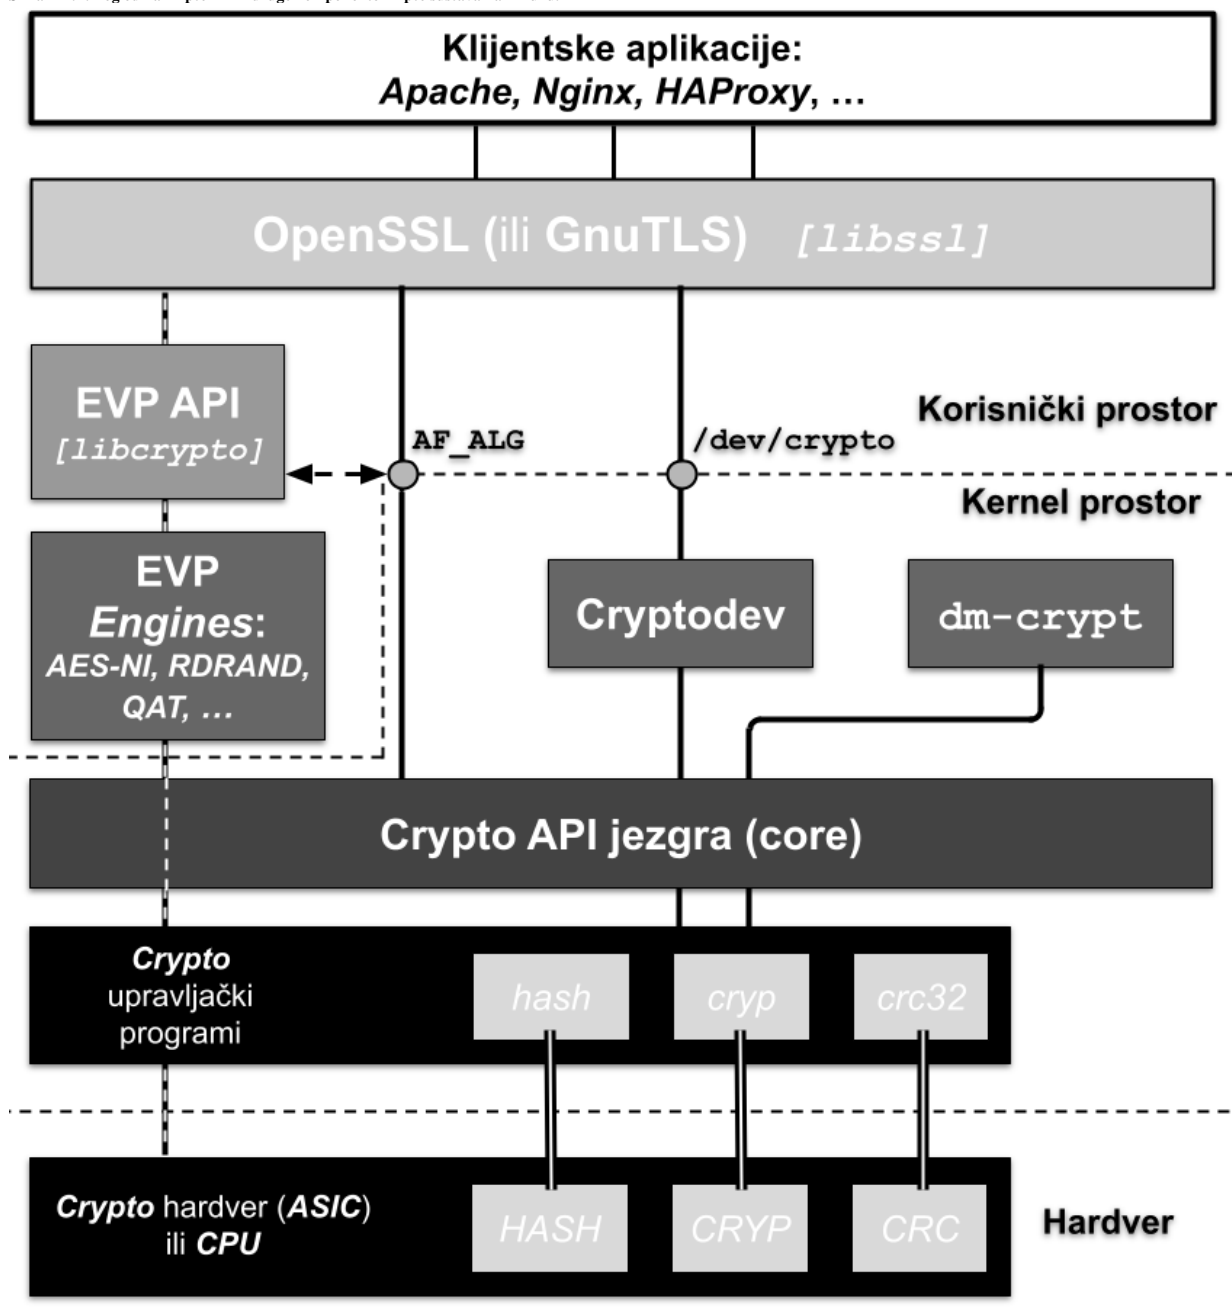 Klijentske aplikacije:
Apache, Nginx, HAProxy, ...
OpenSSL (ili GnuTLS) [libssl]
EVP API
[libcrypto]
AF_ALG
/dev/crypto
Korisnički prostor
Kernel prostor
EVP
Engines:
AES-NI, RDRAND,
QAT, ...
Cryptodev
dm-crypt
Crypto API jezgra (core)
Crypto
upravljački
programi
hash
cryp
crc32
Crypto hardver (ASIC)
ili CPU
HASH
CRYP
CRC
Hardver